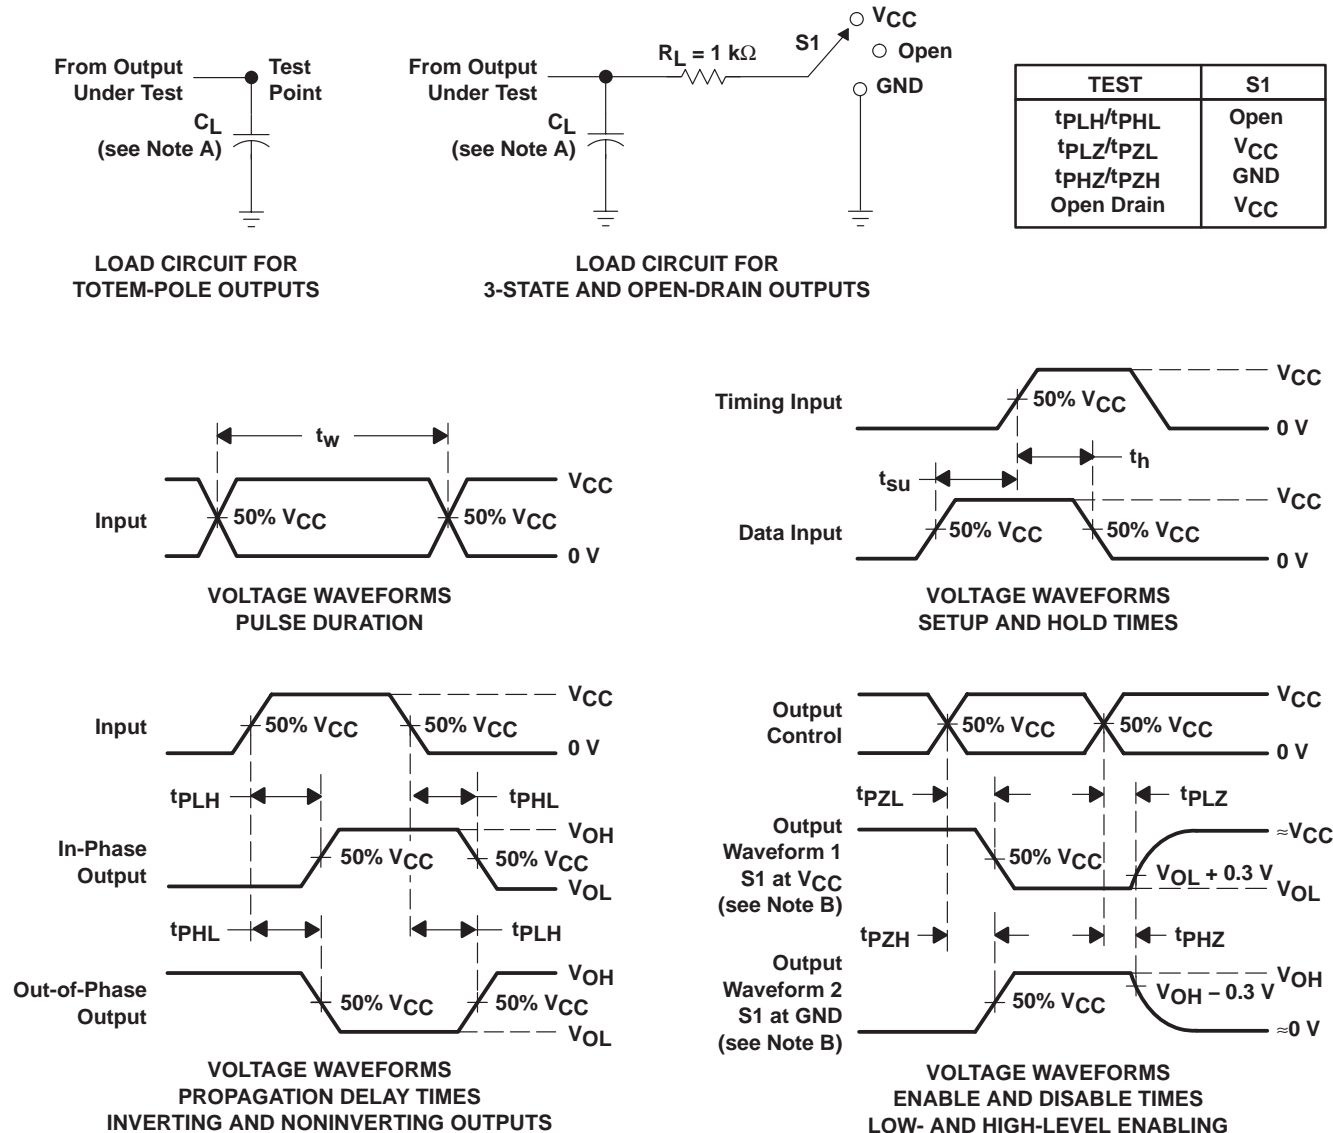 From Output
Under Test
Test
Point
CL
(see Note A)
LOAD CIRCUIT FOR
TOTEM-POLE OUTPUTS
From Output
Under Test
CL
(see Note A)
RL = 1 kΩ
S1
VCC
Open
GND
LOAD CIRCUIT FOR
3-STATE AND OPEN-DRAIN OUTPUTS
TEST S1
tPLH/tPHL Open
tPLZ/tPZL VCC
tPHZ/tPZH GND
Open Drain VCC
tw
Input
50% VCC
50% VCC
VCC
0 V
VOLTAGE WAVEFORMS
PULSE DURATION
Timing Input
50% VCC
VCC
0 V
th
tsu
Data Input
50% VCC
50% VCC
VCC
0 V
VOLTAGE WAVEFORMS
SETUP AND HOLD TIMES
Input
50% VCC
50% VCC
VCC
0 V
tPLH
tPHL
In-Phase
Output
50% VCC
50% VCC
VOH
VOL
tPHL
tPLH
Out-of-Phase
Output
50% VCC
50% VCC
VOH
VOL
VOLTAGE WAVEFORMS
PROPAGATION DELAY TIMES
INVERTING AND NONINVERTING OUTPUTS
Output
Control
50% VCC
50% VCC
VCC
0 V
tPZL
tPLZ
Output
Waveform 1
S1 at VCC
(see Note B)
50% VCC
VOL + 0.3 V
≈VCC
VOL
tPZH
tPHZ
Output
Waveform 2
S1 at GND
(see Note B)
50% VCC
VOH – 0.3 V
VOH
≈0 V
VOLTAGE WAVEFORMS
ENABLE AND DISABLE TIMES
LOW- AND HIGH-LEVEL ENABLING